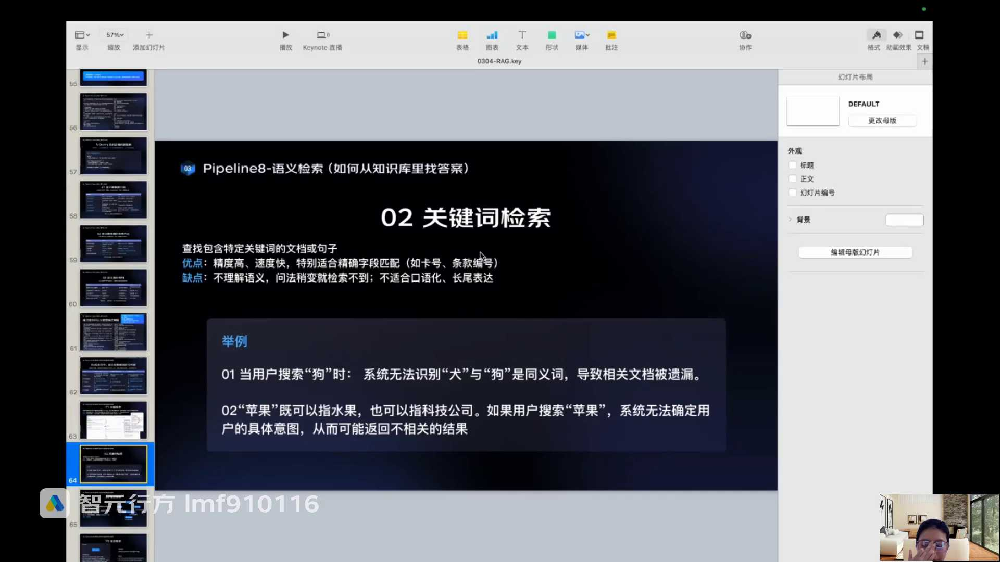 57%
显示
缩放
添加幻灯片
播放
Keynote 直播
表格
图表
文本
形状
媒体
批注
协作
格式
动画效果
文稿
0304-RAG.key
幻灯片布局
DEFAULT
更改母版
外观
标题
正文
幻灯片编号
背景
编辑母版幻灯片
55
56
57
58
59
60
61
62
63
64
65
03 Pipeline8-语义检索（如何从知识库里找答案）
02 关键词检索
查找包含特定关键词的文档或句子
优点：精度高、速度快，特别适合精确字段匹配（如卡号、条款编号）
缺点：不理解语义，问法稍变就检索不到；不适合口语化、长尾表达
举例
01 当用户搜索“狗”时： 系统无法识别“犬”与“狗”是同义词，导致相关文档被遗漏。
02“苹果”既可以指水果，也可以指科技公司。如果用户搜索“苹果”，系统无法确定用
户的具体意图，从而可能返回不相关的结果
智元行方 lmf910116